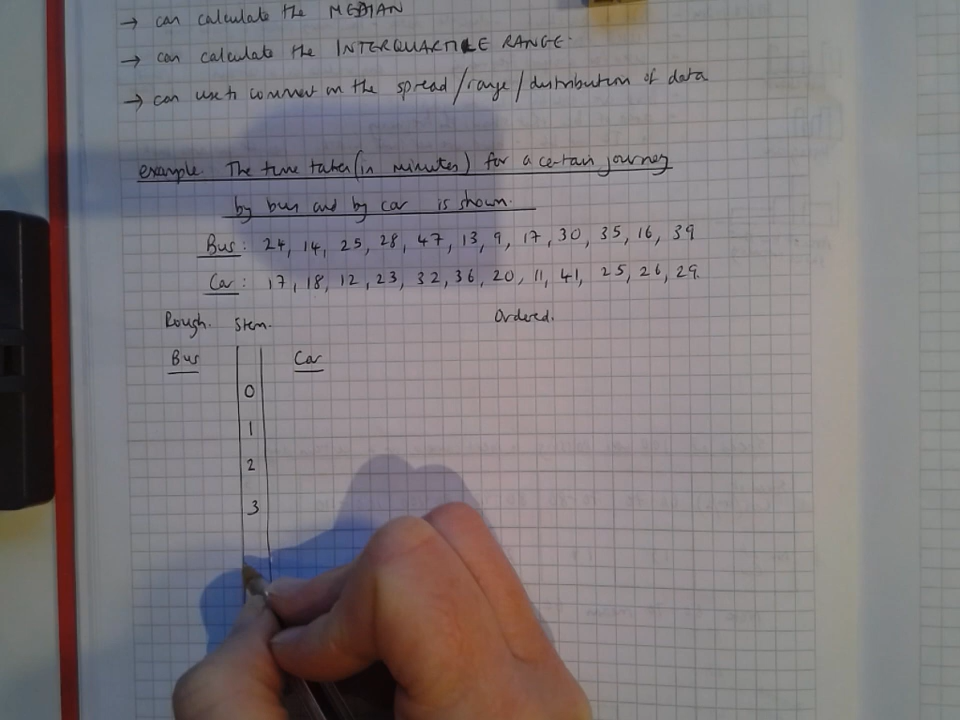 → can calculate the MEDIAN
→ can calculate the INTERQUARTILE RANGE.
→ can use to comment on the spread/range/distribution of data
example. The time taken (in minutes) for a certain journey
by bus and by car is shown.
Bus: 24, 14, 25, 28, 47, 13, 9, 17, 30, 35, 16, 39
Car: 17, 18, 12, 23, 32, 36, 20, 11, 41, 25, 26, 29.
Rough. Stem. Ordered.
Bus Car
0
1
2
3